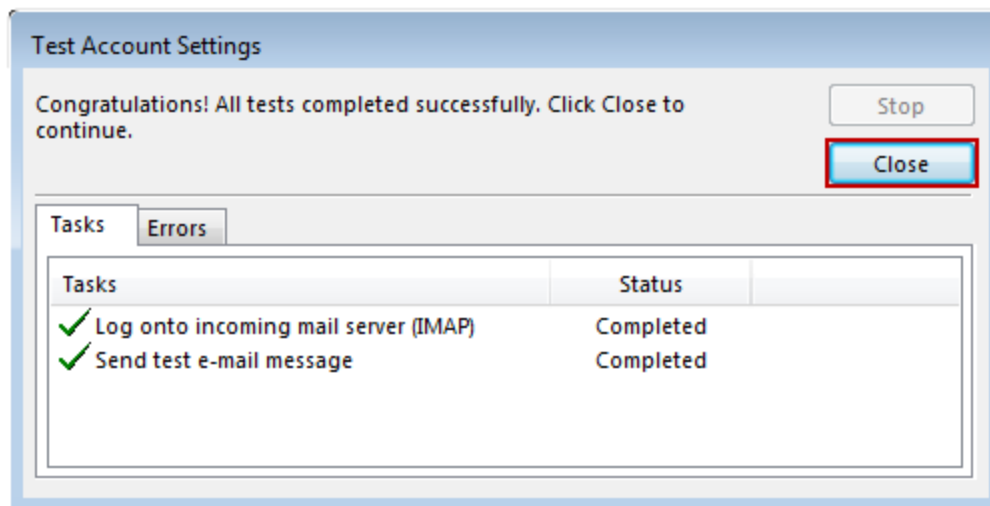 Test Account Settings
Congratulations! All tests completed successfully. Click Close to
continue.
Stop
Close
Tasks
Errors
Tasks Status
Log onto incoming mail server (IMAP) Completed
Send test e-mail message Completed